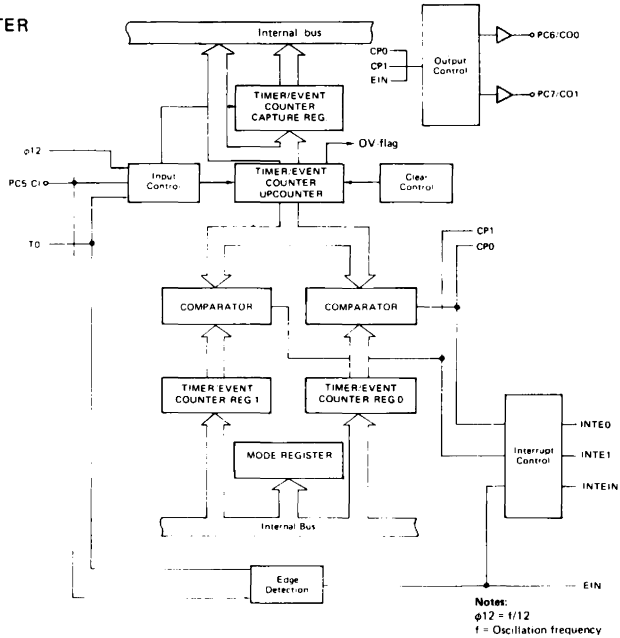 TER
Internal bus
CP0
CP1
EIN
Output
Control
PC6/CO0
PC7/CO1
TIMER/EVENT
COUNTER
CAPTURE REG.
OV flag
φ12
PC5 CI
T0
Input
Control
TIMER/EVENT
COUNTER
UPCOUNTER
Clear
Control
CP1
CP0
COMPARATOR
COMPARATOR
TIMER/EVENT
COUNTER REG 1
TIMER/EVENT
COUNTER REG 0
MODE REGISTER
Internal Bus
Interrupt
Control
INTE0
INTE1
INTEIN
Edge
Detection
EIN
Notes:
φ12 = f/12
f = Oscillation frequency